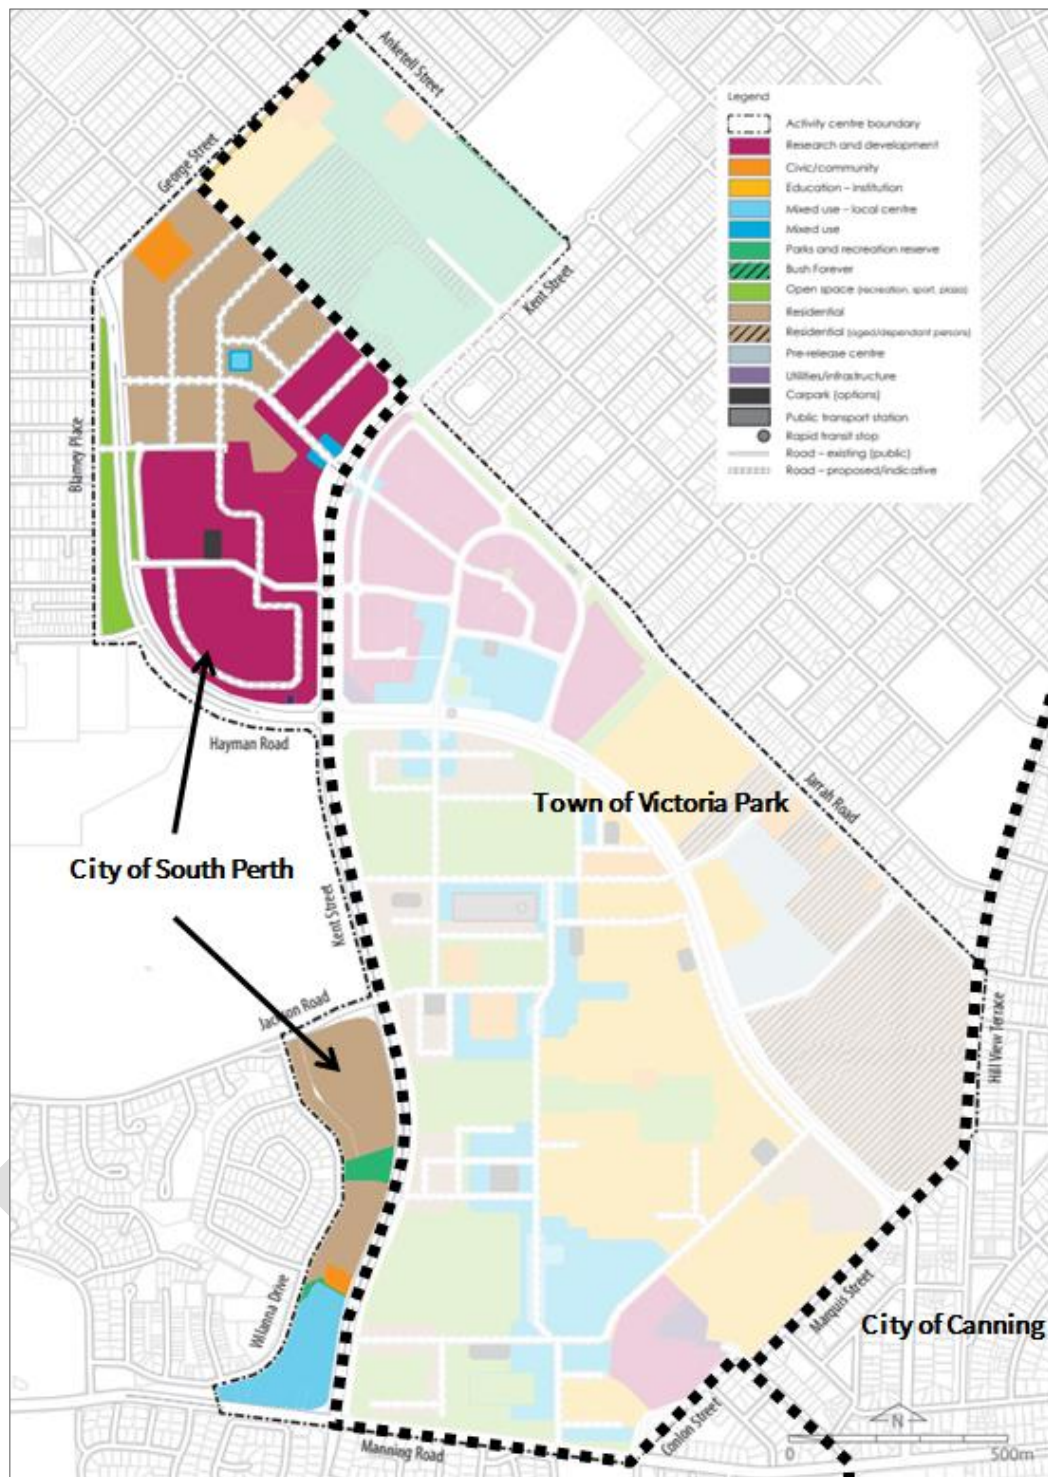 Anketell Street
George Street
Kent Street
Legend
Activity centre boundary
Research and development
Civic/community
Education – institution
Mixed use – local centre
Mixed use
Parks and recreation reserve
Bush Forever
Open space (recreation, sport, plaza)
Residential
Residential (aged/dependant persons)
Pre-release centre
Utilities/infrastructure
Carpark (options)
Public transport station
Rapid transit stop
Road – existing (public)
Road – proposed/indicative
Blamey Place
Hayman Road
Town of Victoria Park
Jarrah Road
City of South Perth
Kent Street
Jackson Road
Hill View Terrace
Wilanna Drive
Marquis Street
City of Canning
Conlon Street
Manning Road
N
0
500m